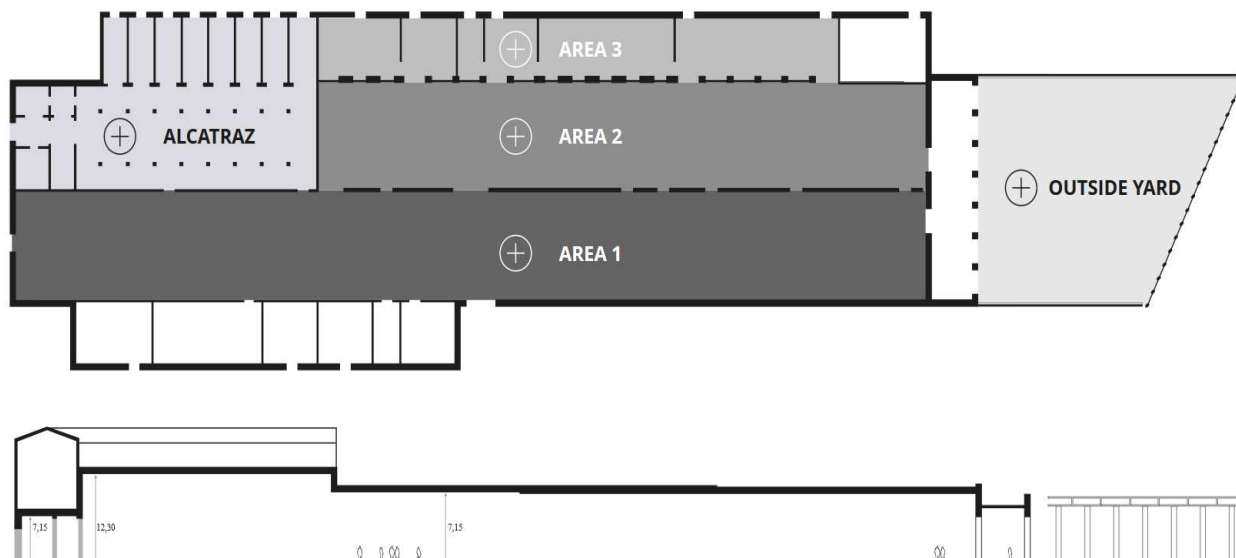 AREA 3
ALCATRAZ
AREA 2
OUTSIDE YARD
AREA 1
7,15
12,30
7,15